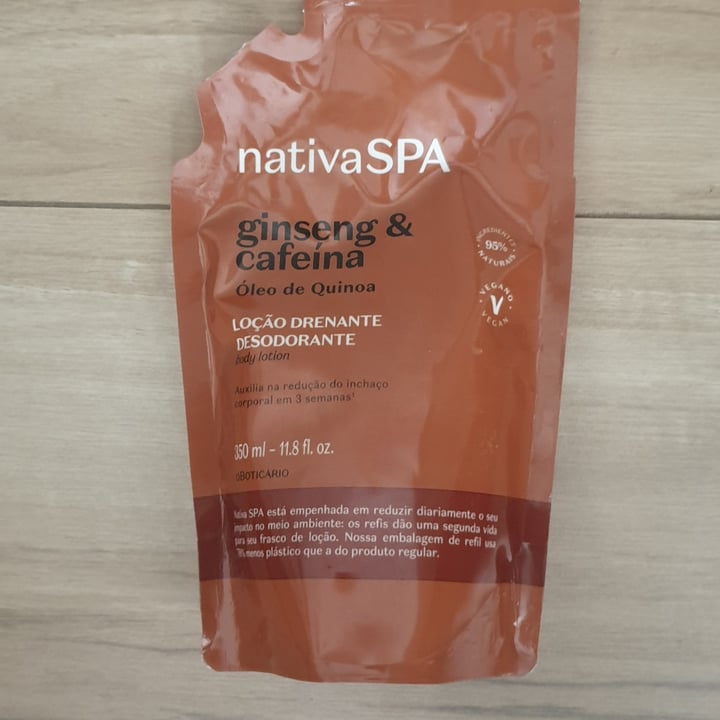 nativaSPA
ginseng &
cafeína
Óleo de Quinoa
INGREDIENTES
95%
NATURAIS
VEGANO
V
VEGAN
LOÇÃO DRENANTE
DESODORANTE
body lotion
Auxilia na redução do inchaço
corporal em 3 semanas¹
350 ml - 11.8 fl. oz.
oBOTICÁRIO
Nativa SPA está empenhada em reduzir diariamente o seu
impacto no meio ambiente: os refis dão uma segunda vida
para seu frasco de loção. Nossa embalagem de refil usa
menos plástico que a do produto regular.